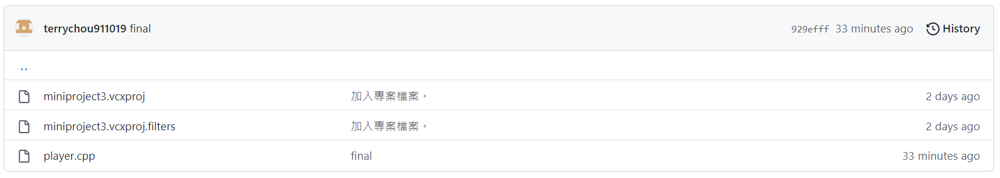 terrychou911019 final 929efff 33 minutes ago History
..
miniproject3.vcxproj 加入專案檔案。 2 days ago
miniproject3.vcxproj.filters 加入專案檔案。 2 days ago
player.cpp final 33 minutes ago